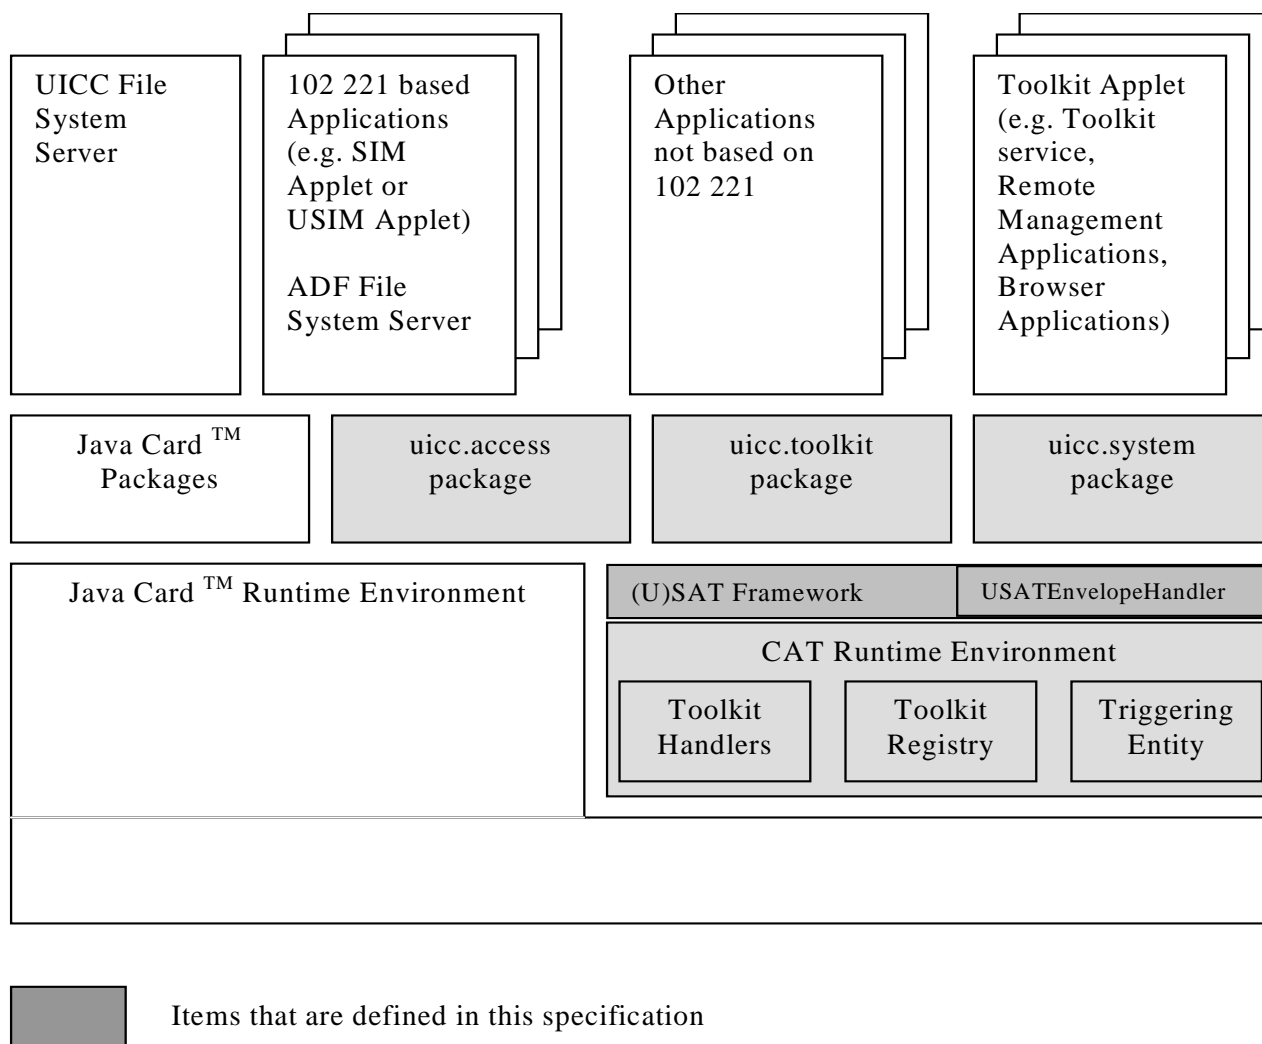 UICC File
System
Server
102 221 based
Applications
(e.g. SIM
Applet or
USIM Applet)
ADF File
System Server
Other
Applications
not based on
102 221
Toolkit Applet
(e.g. Toolkit
service,
Remote
Management
Applications,
Browser
Applications)
Java Card TM
Packages
uicc.access
package
uicc.toolkit
package
uicc.system
package
Java Card TM Runtime Environment
(U)SAT Framework
USATEnvelopeHandler
CAT Runtime Environment
Toolkit
Handlers
Toolkit
Registry
Triggering
Entity
Items that are defined in this specification